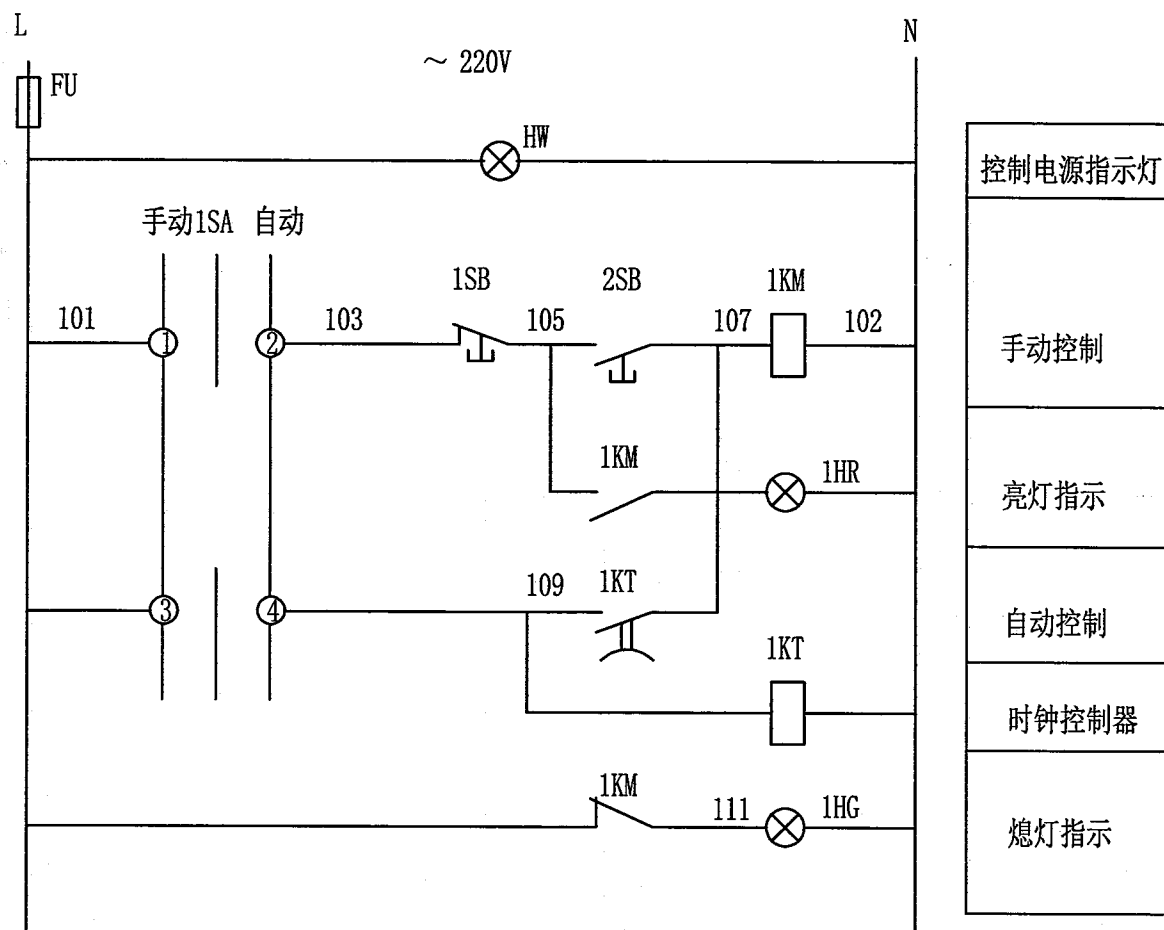 L
N
～ 220V
FU
HW
控制电源指示灯
手动1SA 自动
1SB
2SB
1KM
101
①
②
103
105
107
102
手动控制
1KM
1HR
亮灯指示
③
④
109
1KT
自动控制
1KT
时钟控制器
1KM
111
1HG
熄灯指示